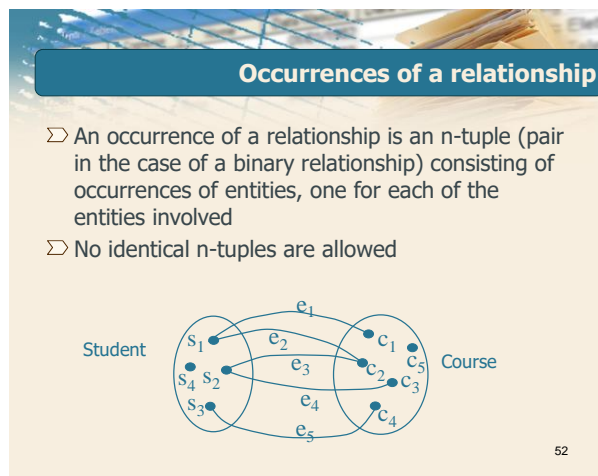 Occurrences of a relationship
An occurrence of a relationship is an n-tuple (pair
in the case of a binary relationship) consisting of
occurrences of entities, one for each of the
entities involved
No identical n-tuples are allowed
e1
Student
s1
e2
c1
c5
Course
s4
s2
e3
c2
c3
s3
e4
c4
e5
52